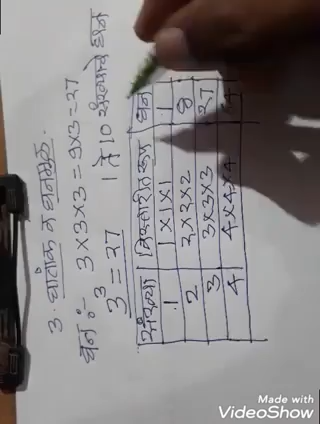 3. घातांक व घनमूळ
घन :- 3×3×3 = 9×3 = 27
3³ = 27 1 ते 10 संख्याचे घन
संख्या विस्तारीत रूप घन
1 1×1×1 1
2 2×2×2 8
3 3×3×3 27
4 4×4×4
Made with
VideoShow